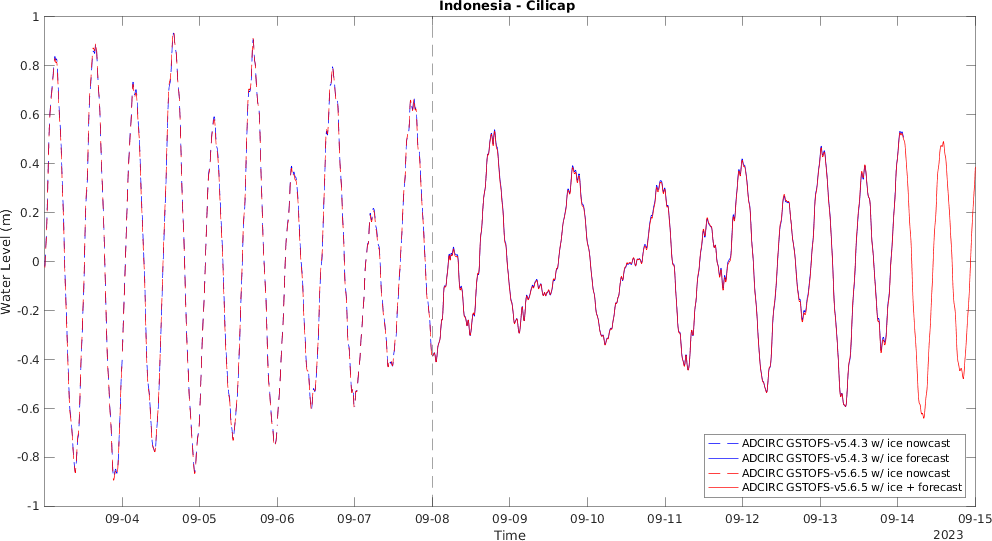 Indonesia - Cilicap
1
0.8
0.6
0.4
0.2
0
-0.2
-0.4
-0.6
-0.8
-1
Water Level (m)
ADCIRC GSTOFS-v5.4.3 w/ ice nowcast
ADCIRC GSTOFS-v5.4.3 w/ ice forecast
ADCIRC GSTOFS-v5.6.5 w/ ice nowcast
ADCIRC GSTOFS-v5.6.5 w/ ice + forecast
09-04 09-05 09-06 09-07 09-08 09-09 09-10 09-11 09-12 09-13 09-14 09-15
Time
2023